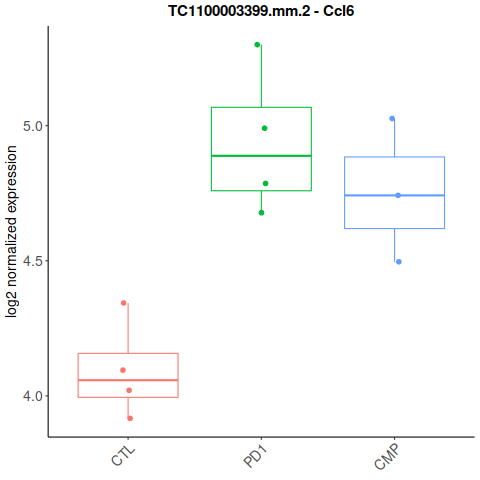 TC1100003399.mm.2 - Ccl6
log2 normalized expression
5.0
4.5
4.0
CTL
PD1
CMP